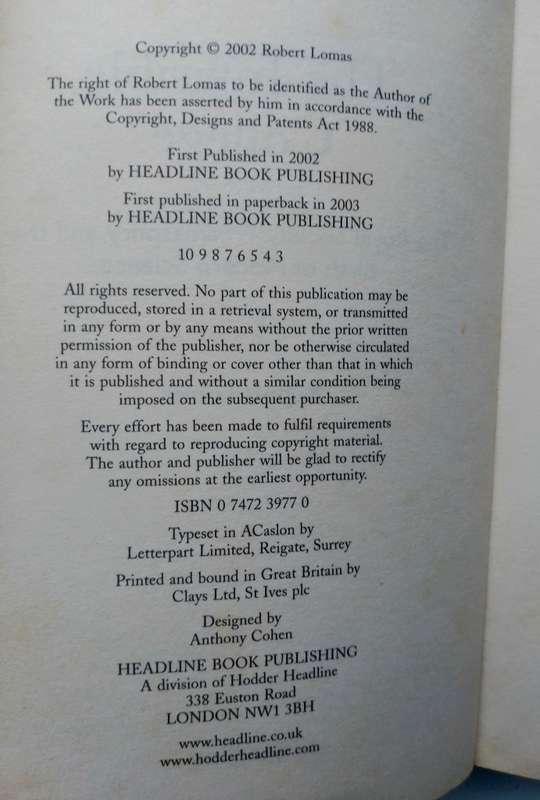 Copyright © 2002 Robert Lomas
The right of Robert Lomas to be identified as the Author of
the Work has been asserted by him in accordance with the
Copyright, Designs and Patents Act 1988.
First Published in 2002
by HEADLINE BOOK PUBLISHING
First published in paperback in 2003
by HEADLINE BOOK PUBLISHING
10 9 8 7 6 5 4 3
All rights reserved. No part of this publication may be
reproduced, stored in a retrieval system, or transmitted
in any form or by any means without the prior written
permission of the publisher, nor be otherwise circulated
in any form of binding or cover other than that in which
it is published and without a similar condition being
imposed on the subsequent purchaser.
Every effort has been made to fulfil requirements
with regard to reproducing copyright material.
The author and publisher will be glad to rectify
any omissions at the earliest opportunity.
ISBN 0 7472 3977 0
Typeset in ACaslon by
Letterpart Limited, Reigate, Surrey
Printed and bound in Great Britain by
Clays Ltd, St Ives plc
Designed by
Anthony Cohen
HEADLINE BOOK PUBLISHING
A division of Hodder Headline
338 Euston Road
LONDON NW1 3BH
www.headline.co.uk
www.hodderheadline.com